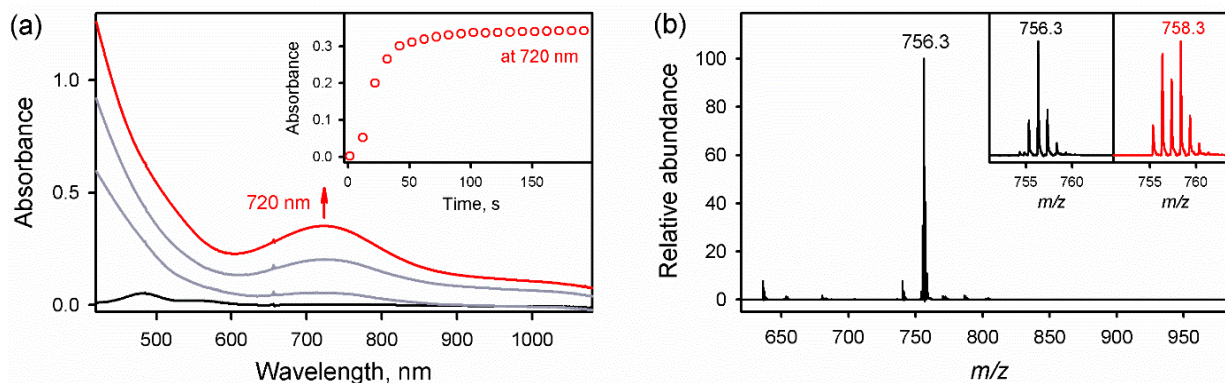 (a)
Absorbance
1.0
0.5
0.0
500 600 700 800 900 1000
Wavelength, nm
720 nm
Absorbance
0.3
0.2
0.1
0.0
0 50 100 150
Time, s
at 720 nm
(b)
Relative abundance
100
80
60
40
20
0
650 700 750 800 850 900 950
m/z
756.3
756.3
755 760
m/z
758.3
755 760
m/z